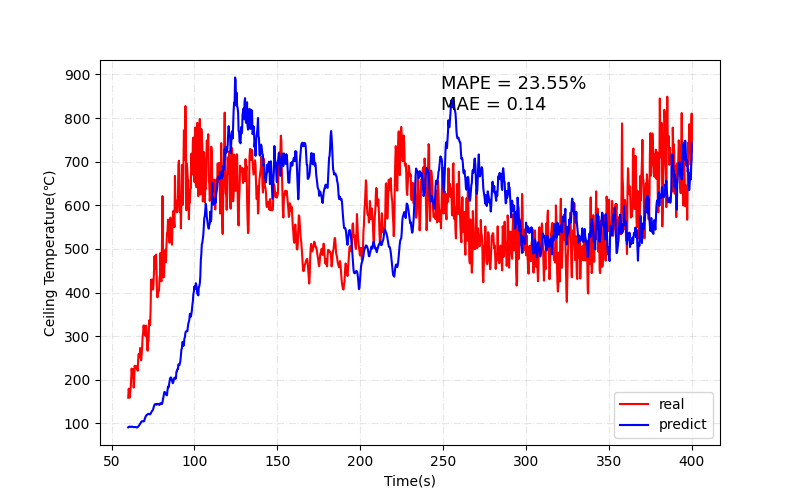 MAPE = 23.55%
MAE = 0.14
900
800
700
600
500
400
300
200
100
Ceiling Temperature(℃)
real
predict
50
100
150
200
250
300
350
400
Time(s)